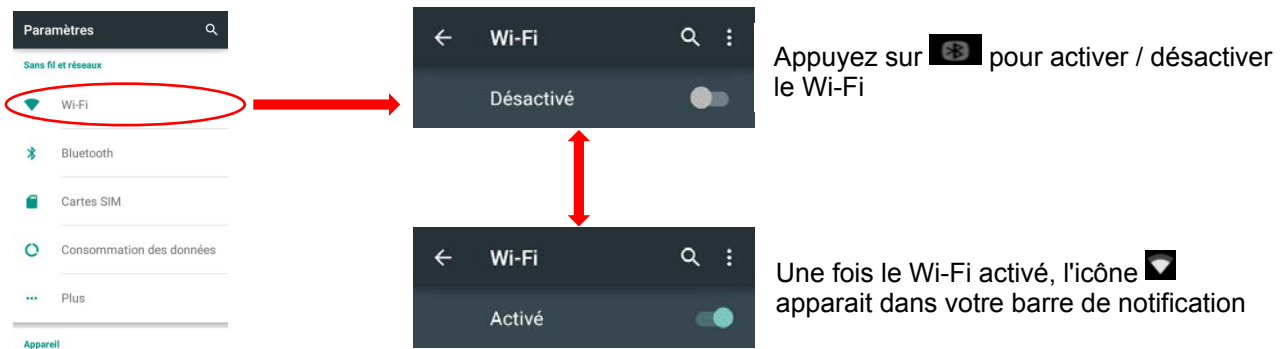 Paramètres
Sans fil et réseaux
Wi-Fi
Bluetooth
Cartes SIM
Consommation des données
Plus
Appareil
Wi-Fi
Désactivé
Wi-Fi
Activé
Appuyez sur pour activer / désactiver
le Wi-Fi
Une fois le Wi-Fi activé, l'icône
apparait dans votre barre de notification